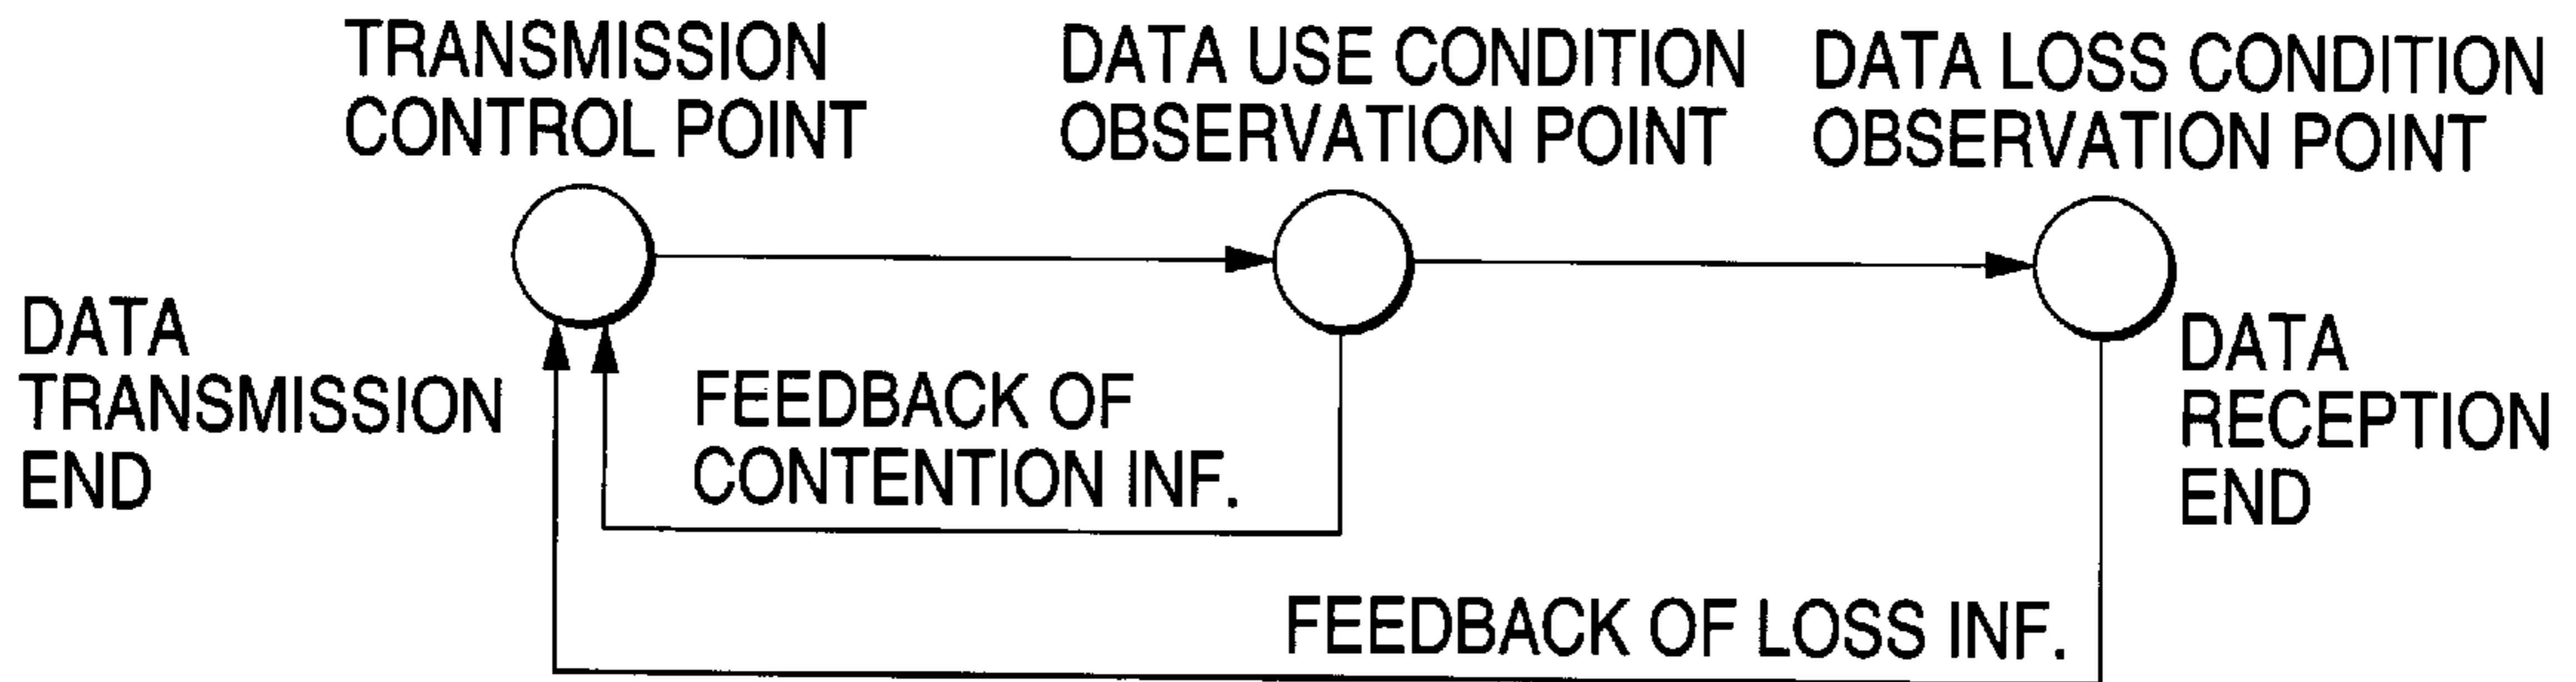 TRANSMISSION
CONTROL POINT
DATA USE CONDITION
OBSERVATION POINT
DATA LOSS CONDITION
OBSERVATION POINT
DATA
TRANSMISSION
END
FEEDBACK OF
CONTENTION INF.
DATA
RECEPTION
END
FEEDBACK OF LOSS INF.